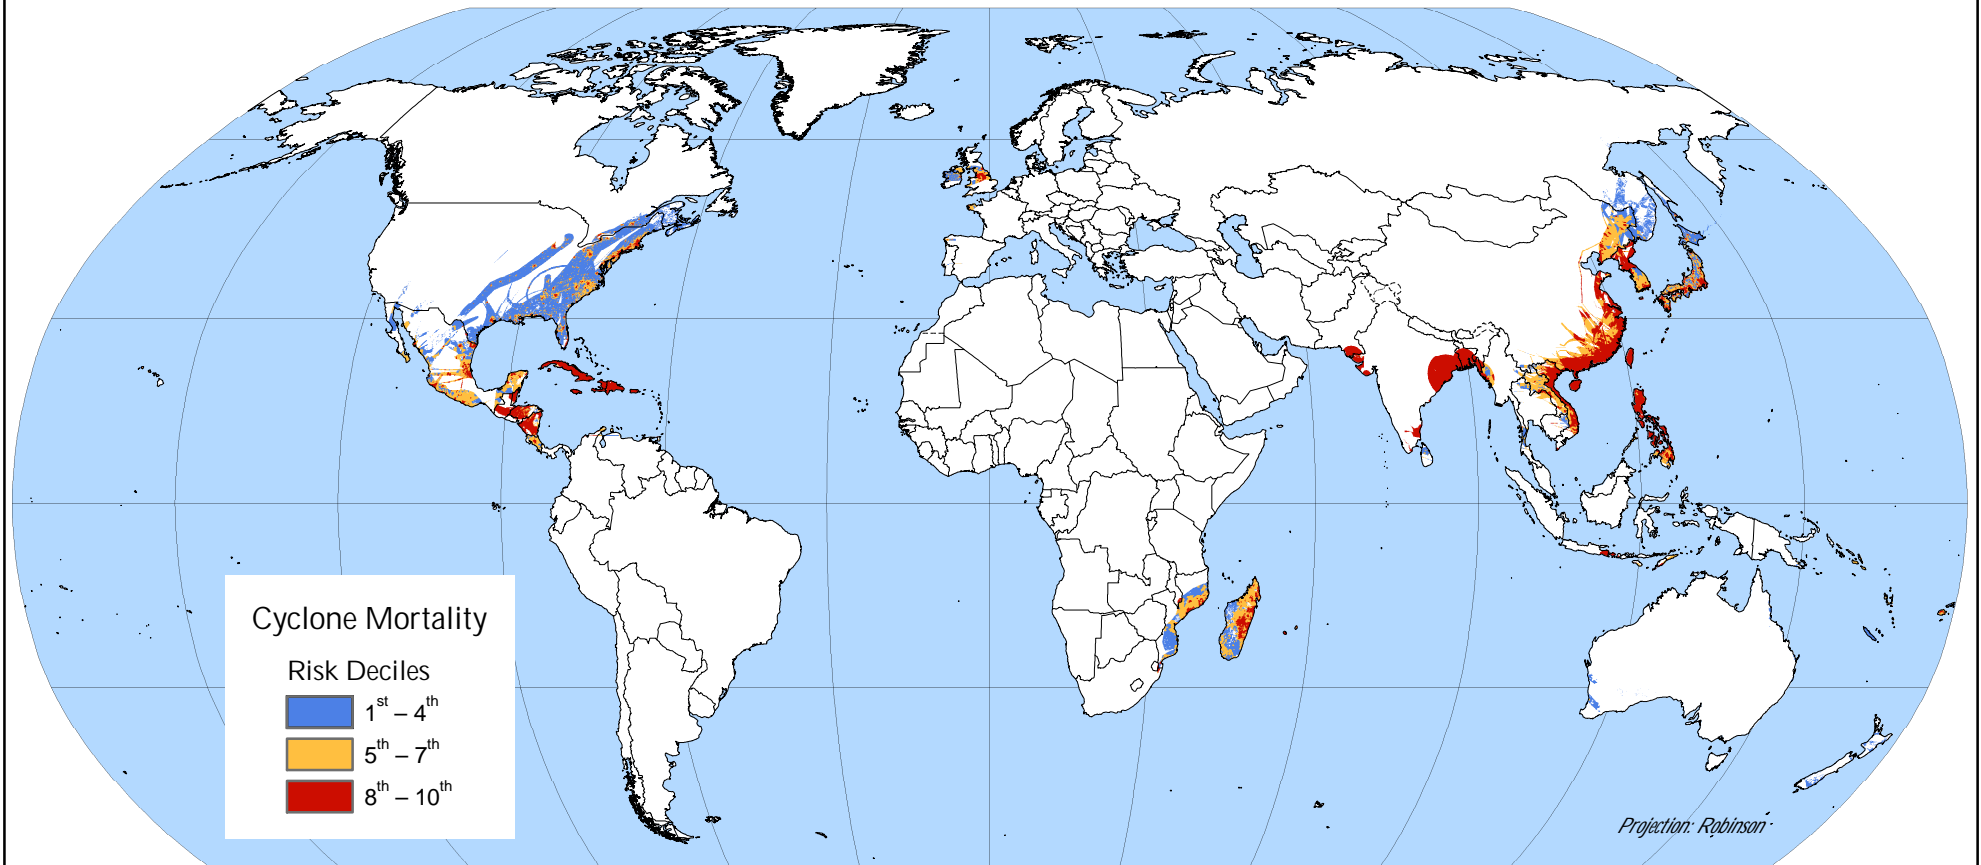 Cyclone Mortality
Risk Deciles
1st – 4th
5th – 7th
8th – 10th
Projection: Robinson